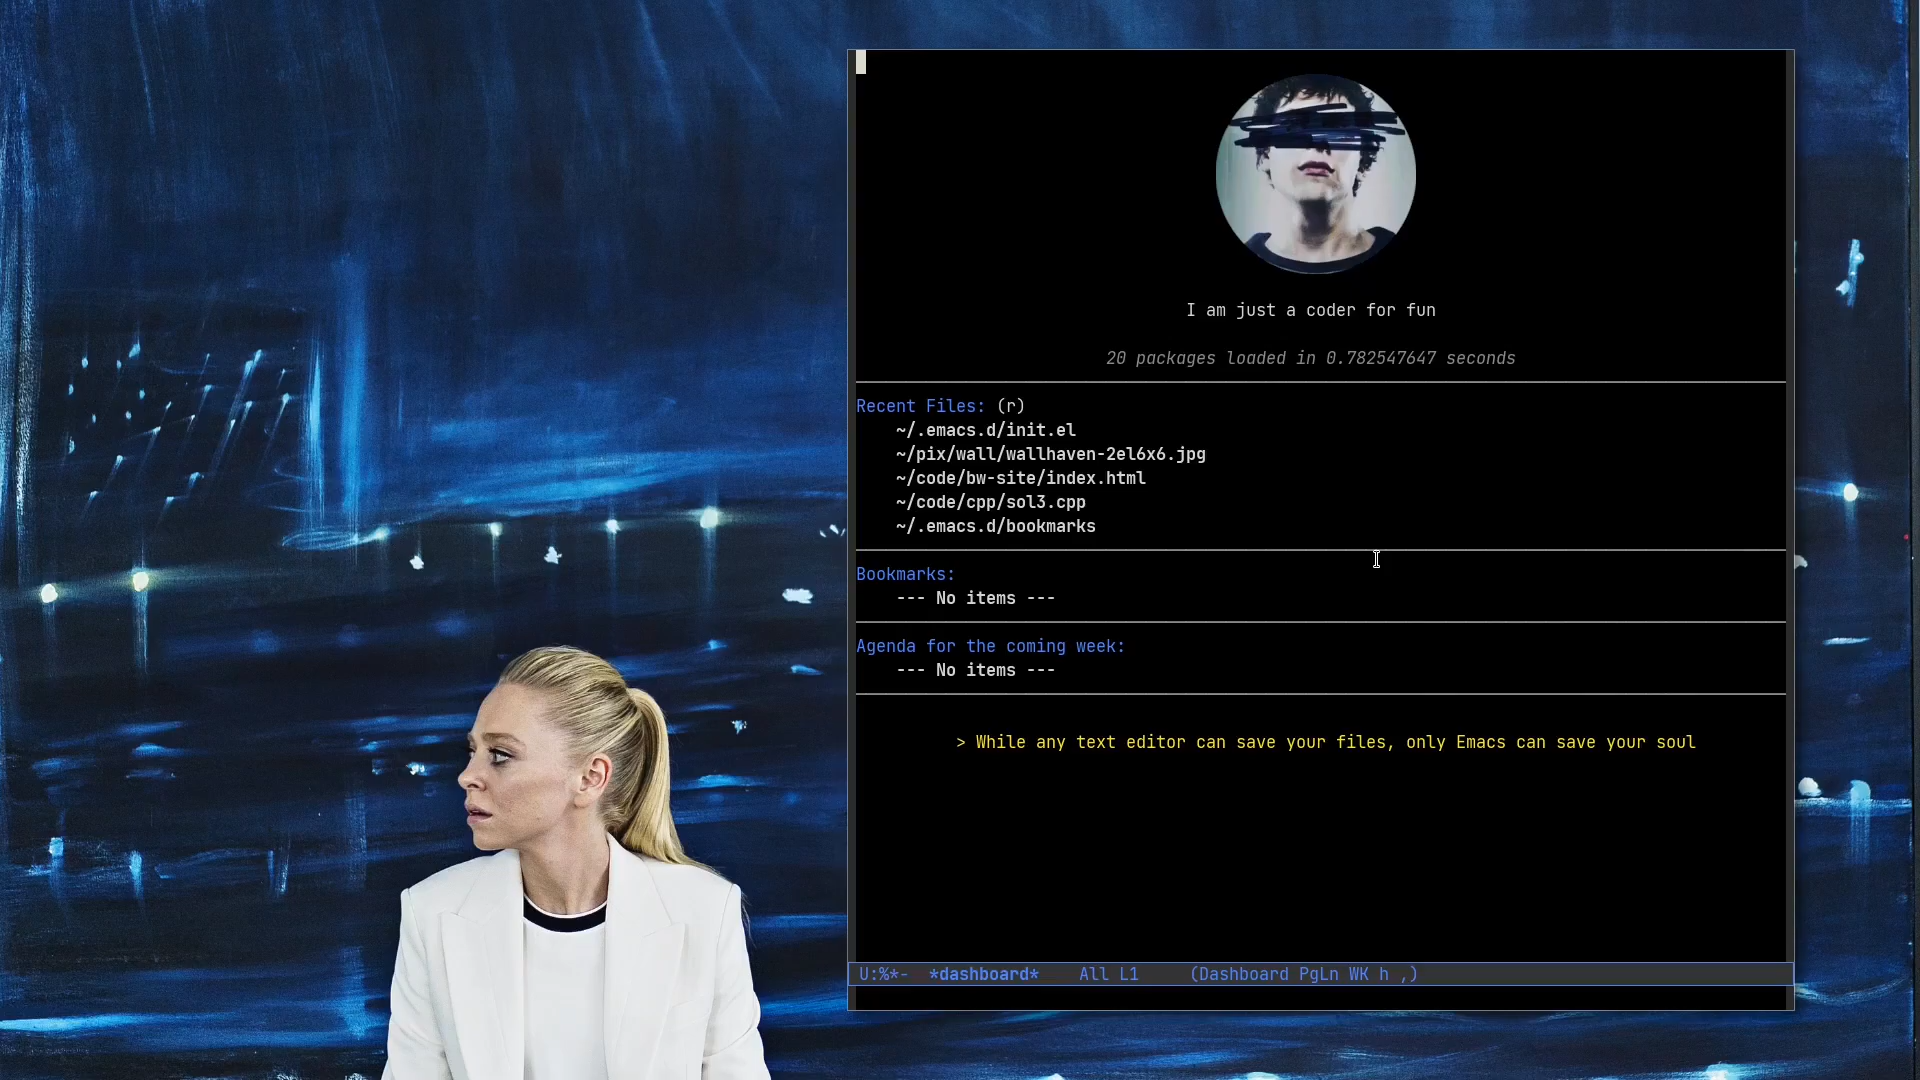 I am just a coder for fun
20 packages loaded in 0.782547647 seconds
Recent Files: (r)
~/.emacs.d/init.el
~/pix/wall/wallhaven-2el6x6.jpg
~/code/bw-site/index.html
~/code/cpp/sol3.cpp
~/.emacs.d/bookmarks
Bookmarks:
--- No items ---
Agenda for the coming week:
--- No items ---
> While any text editor can save your files, only Emacs can save your soul
U:%*-  *dashboard*    All L1     (Dashboard PgLn WK h ,)